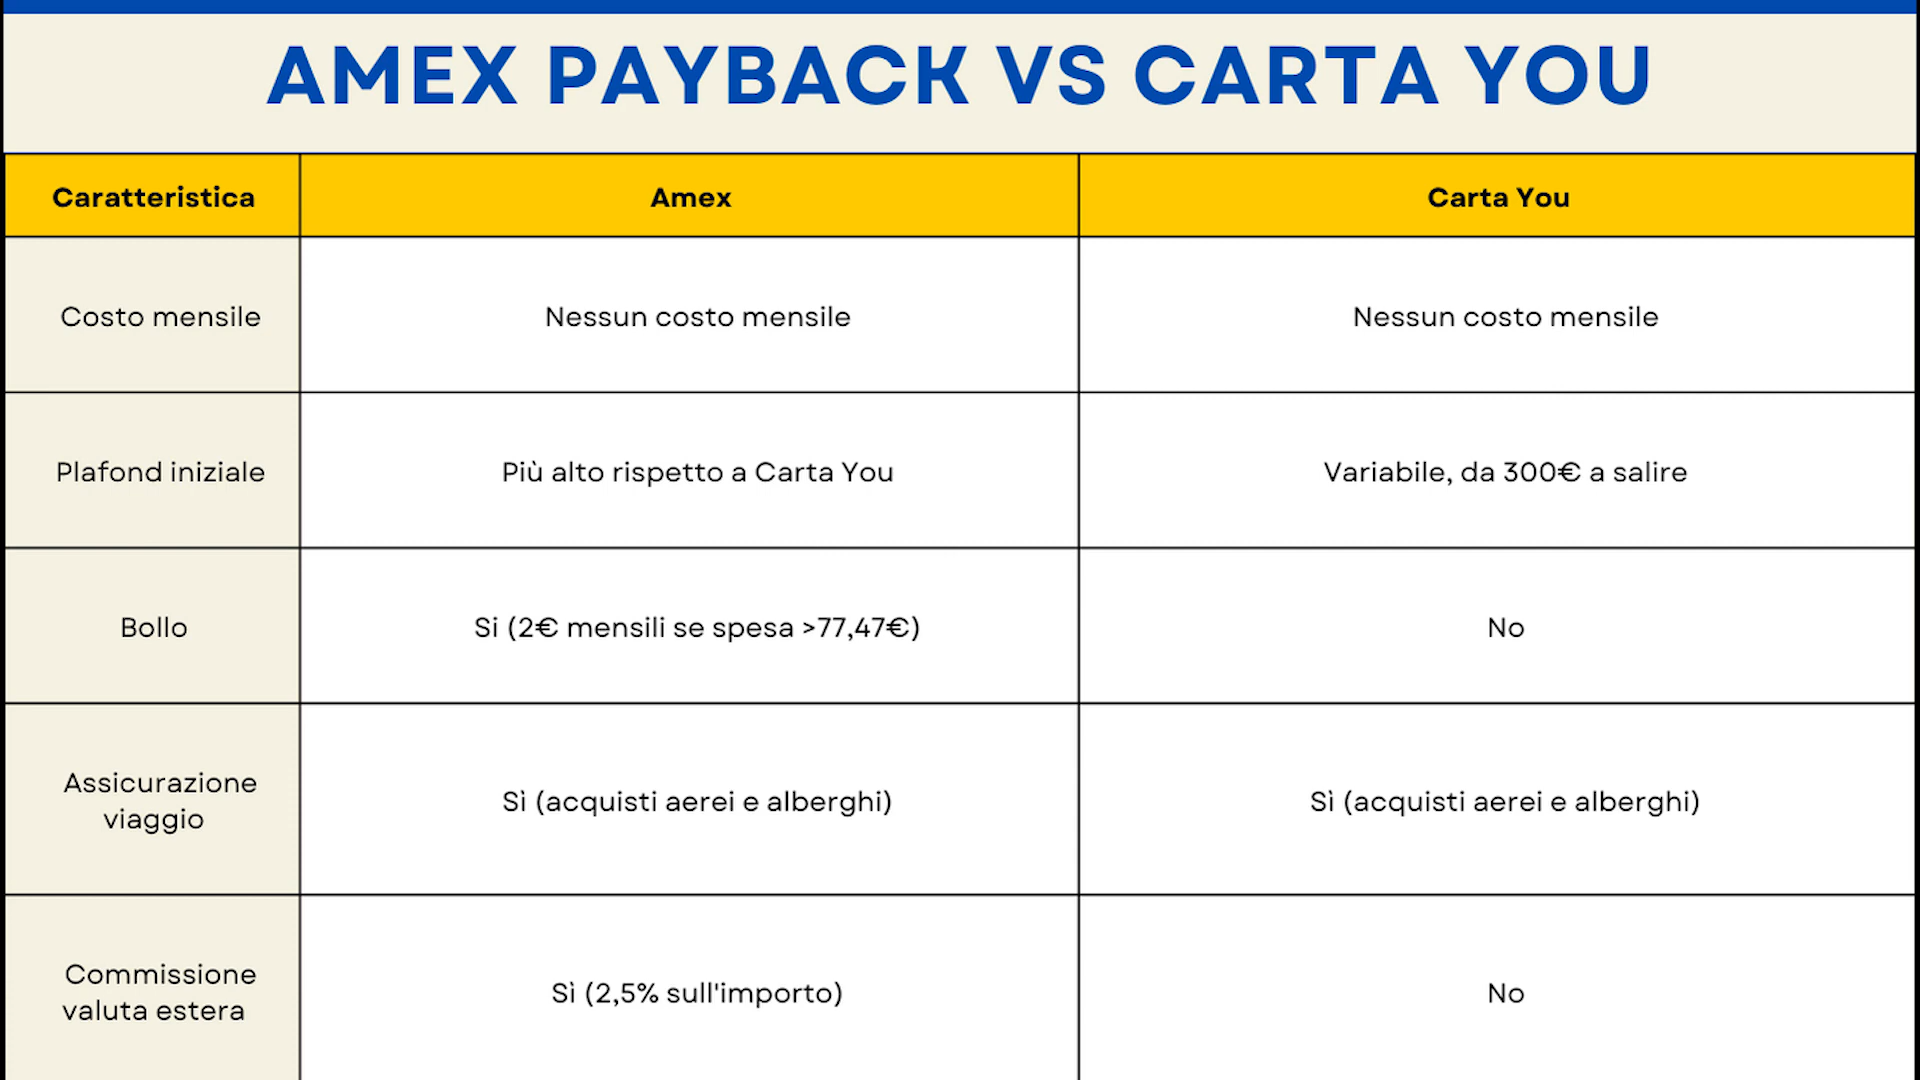 AMEX PAYBACK VS CARTA YOU
Caratteristica
Amex
Carta You
Costo mensile
Nessun costo mensile
Nessun costo mensile
Plafond iniziale
Più alto rispetto a Carta You
Variabile, da 300€ a salire
Bollo
Si (2€ mensili se spesa >77,47€)
No
Assicurazione
viaggio
Sì (acquisti aerei e alberghi)
Sì (acquisti aerei e alberghi)
Commissione
valuta estera
Sì (2,5% sull'importo)
No